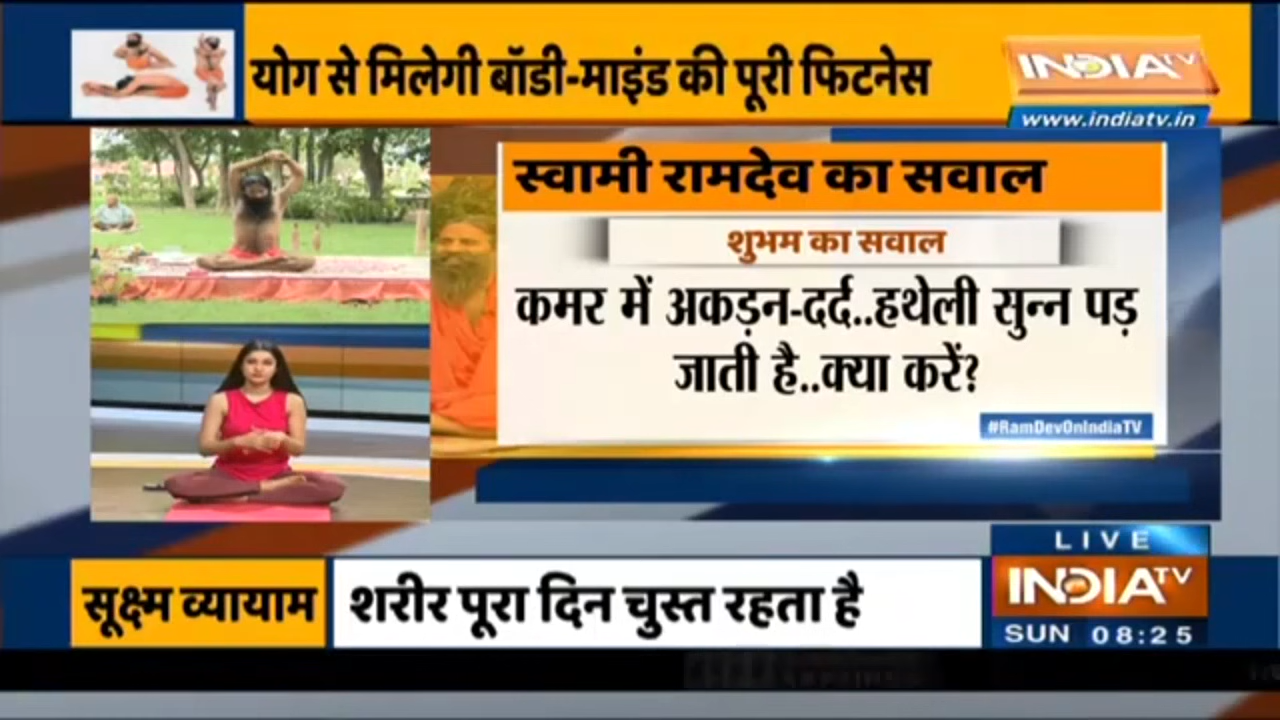 योग से मिलेगी बॉडी-माइंड की पूरी फिटनेस
INDIA TV
www.indiatv.in
स्वामी रामदेव का सवाल
शुभम का सवाल
कमर में अकड़न-दर्द..हथेली सुन्न पड़
जाती है..क्या करें?
#RamDevOnIndiaTV
सूक्ष्म व्यायाम
शरीर पूरा दिन चुस्त रहता है
LIVE
INDIA TV
SUN 08:25